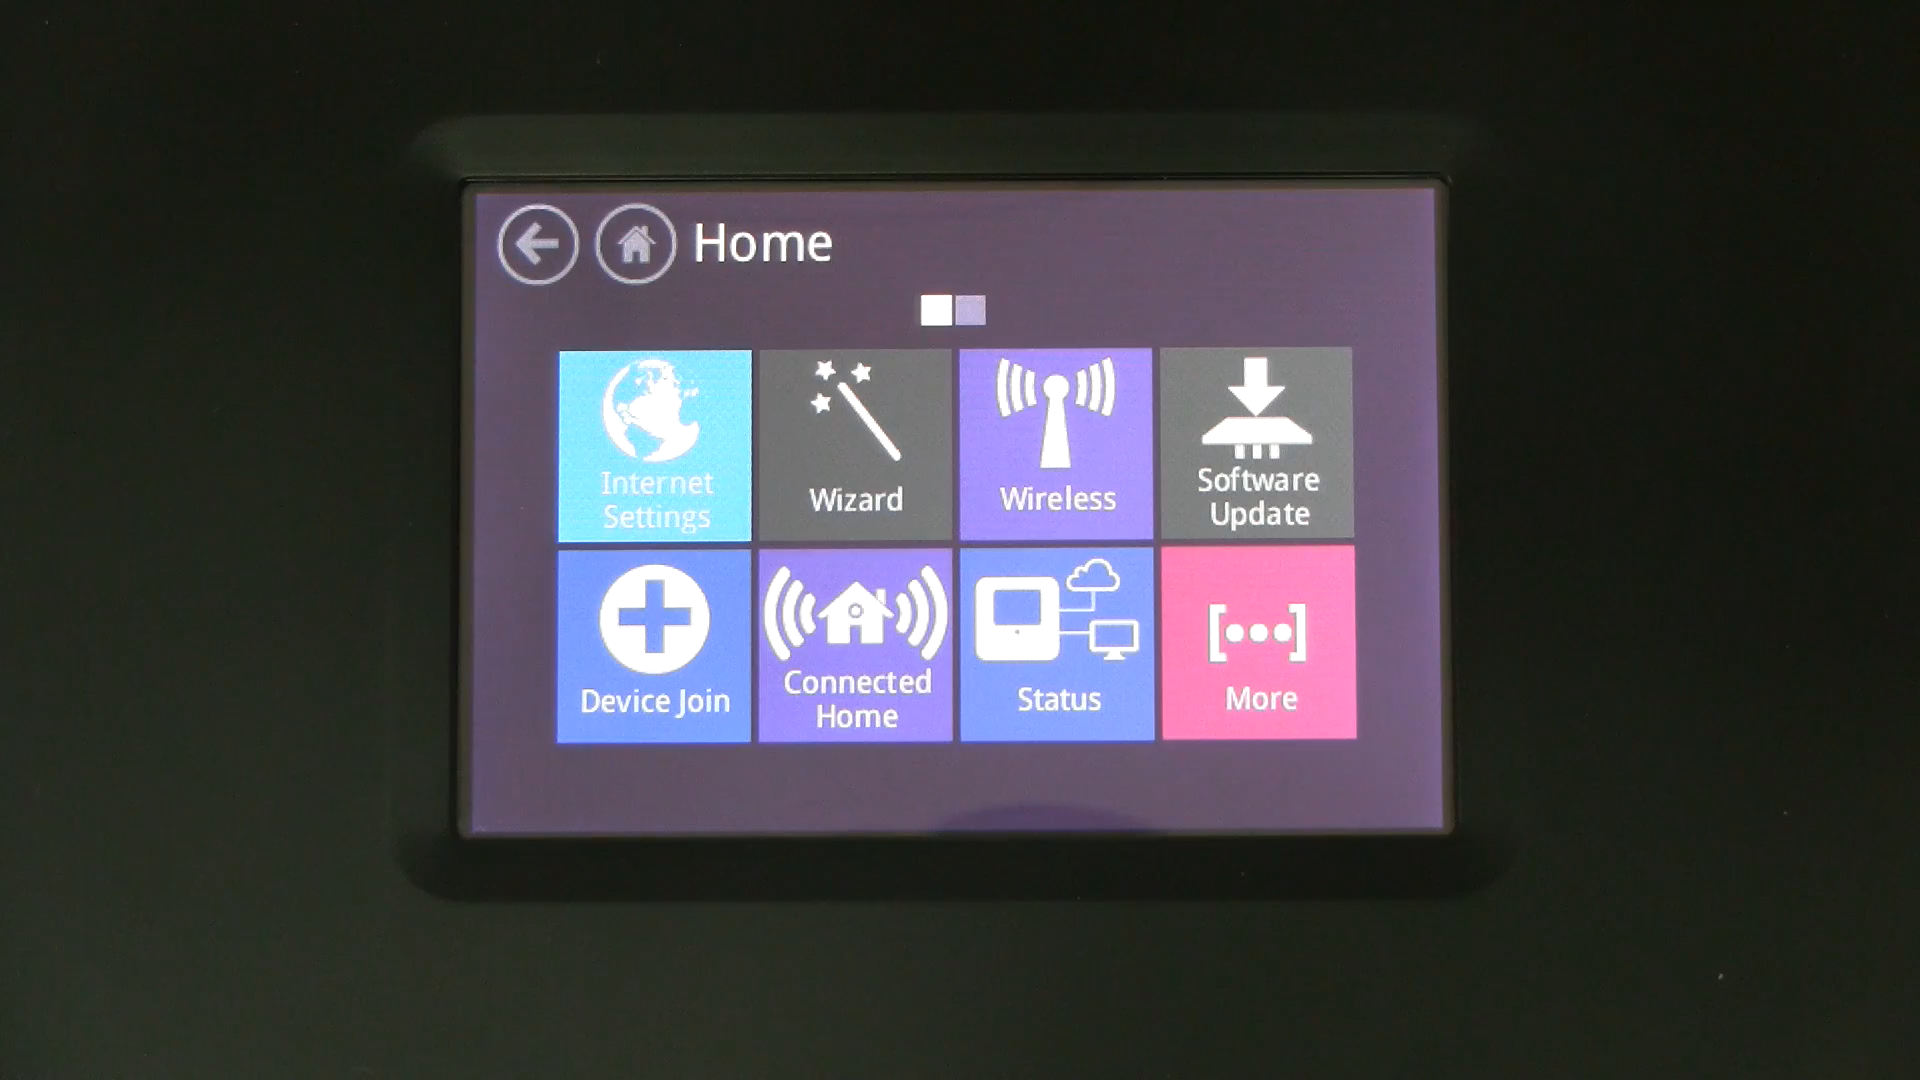 Home
Internet
Settings
Wizard
Wireless
Software
Update
Device Join
Connected
Home
Status
More